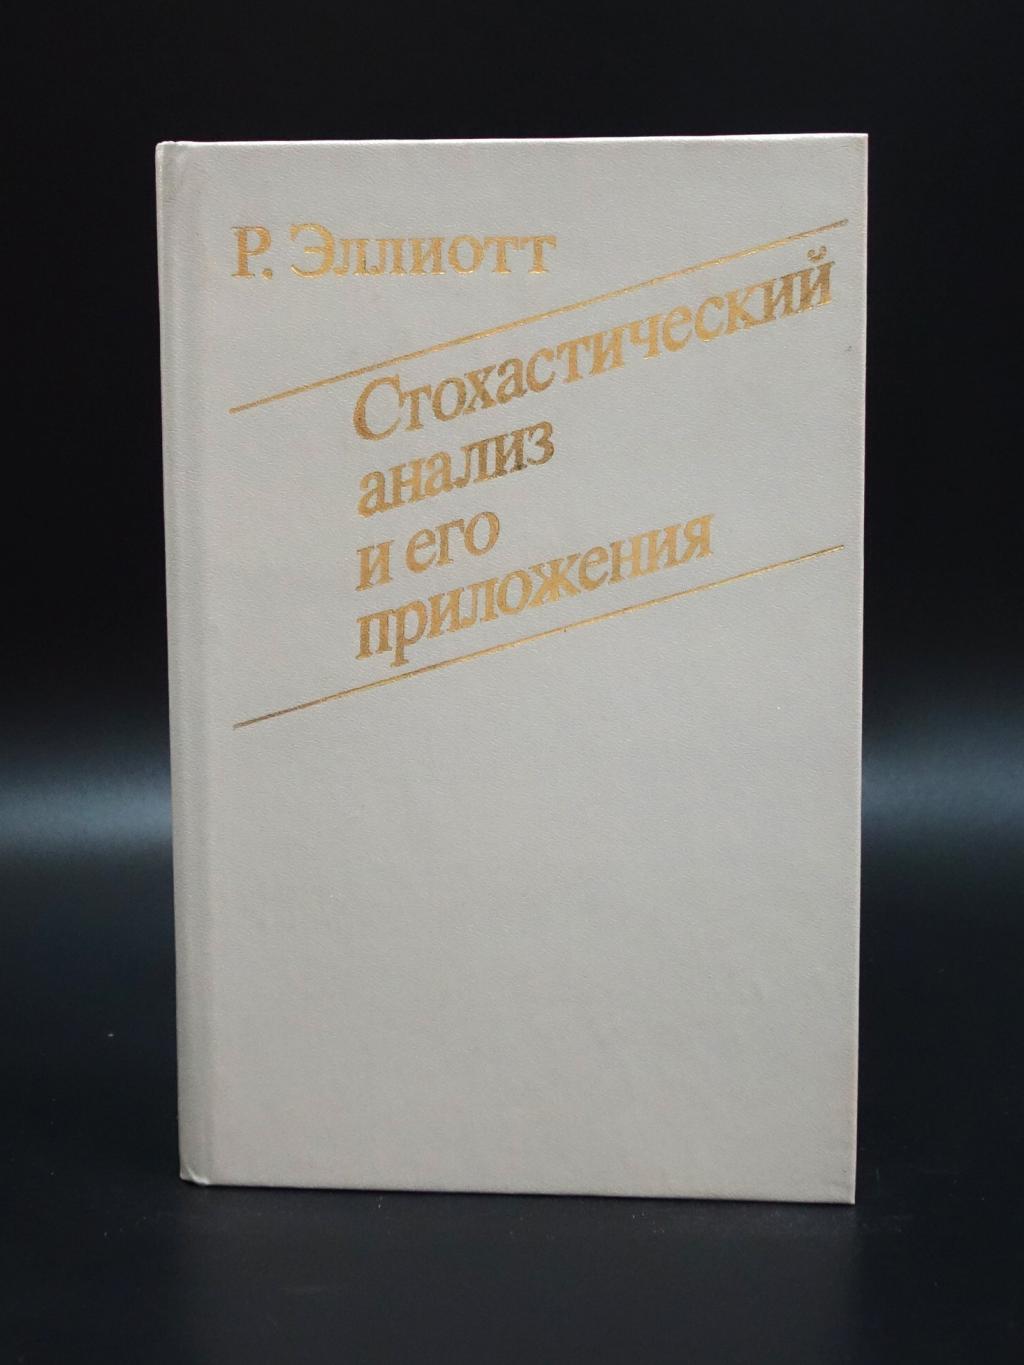 Р. Эллиотт
Стохастический
анализ
и его
приложения